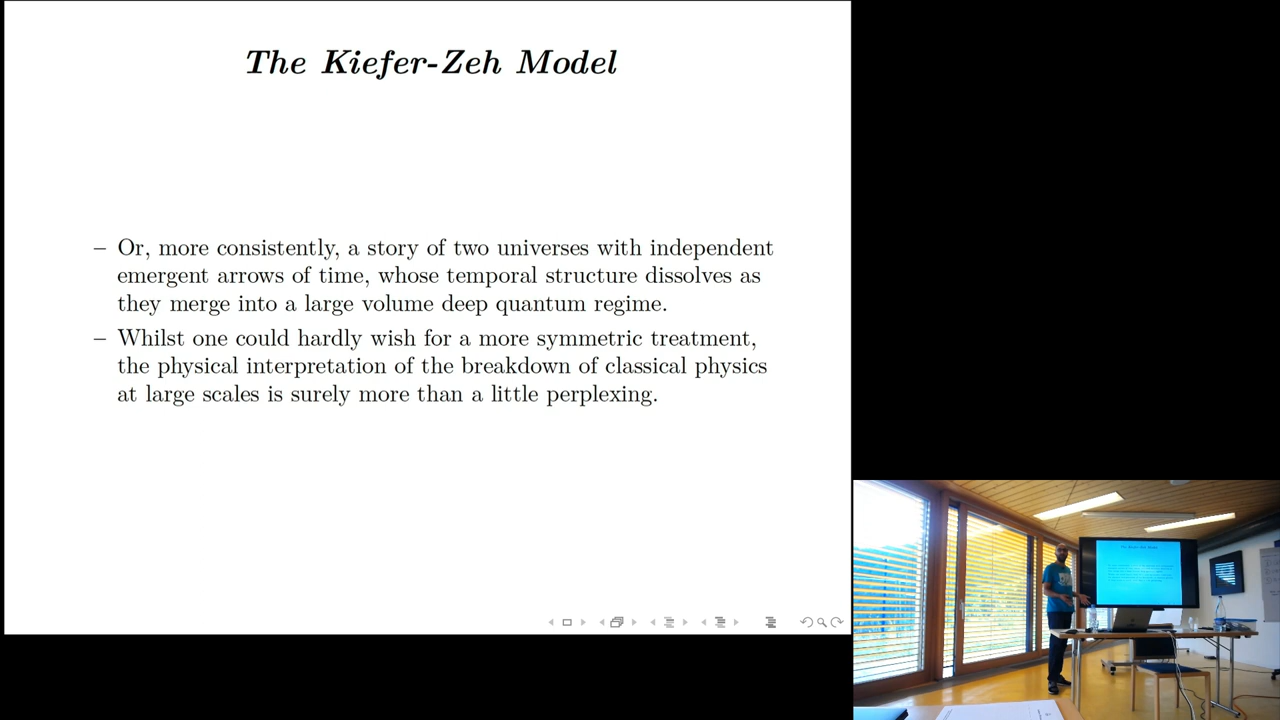 The Kiefer-Zeh Model
– Or, more consistently, a story of two universes with independent
emergent arrows of time, whose temporal structure dissolves as
they merge into a large volume deep quantum regime.
– Whilst one could hardly wish for a more symmetric treatment,
the physical interpretation of the breakdown of classical physics
at large scales is surely more than a little perplexing.